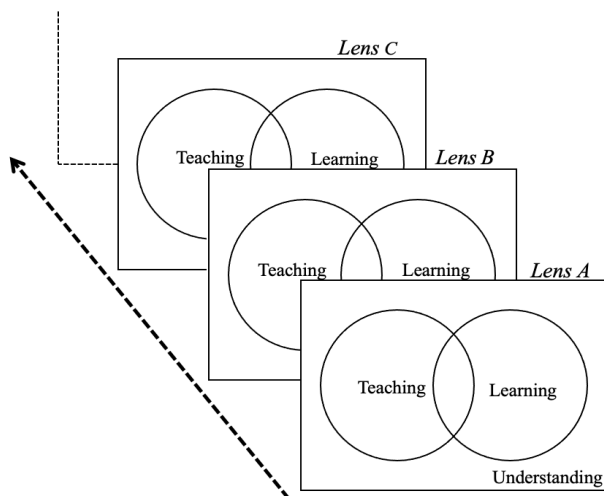 Lens C
Teaching
Learning
Lens B
Teaching
Learning
Lens A
Teaching
Learning
Understanding